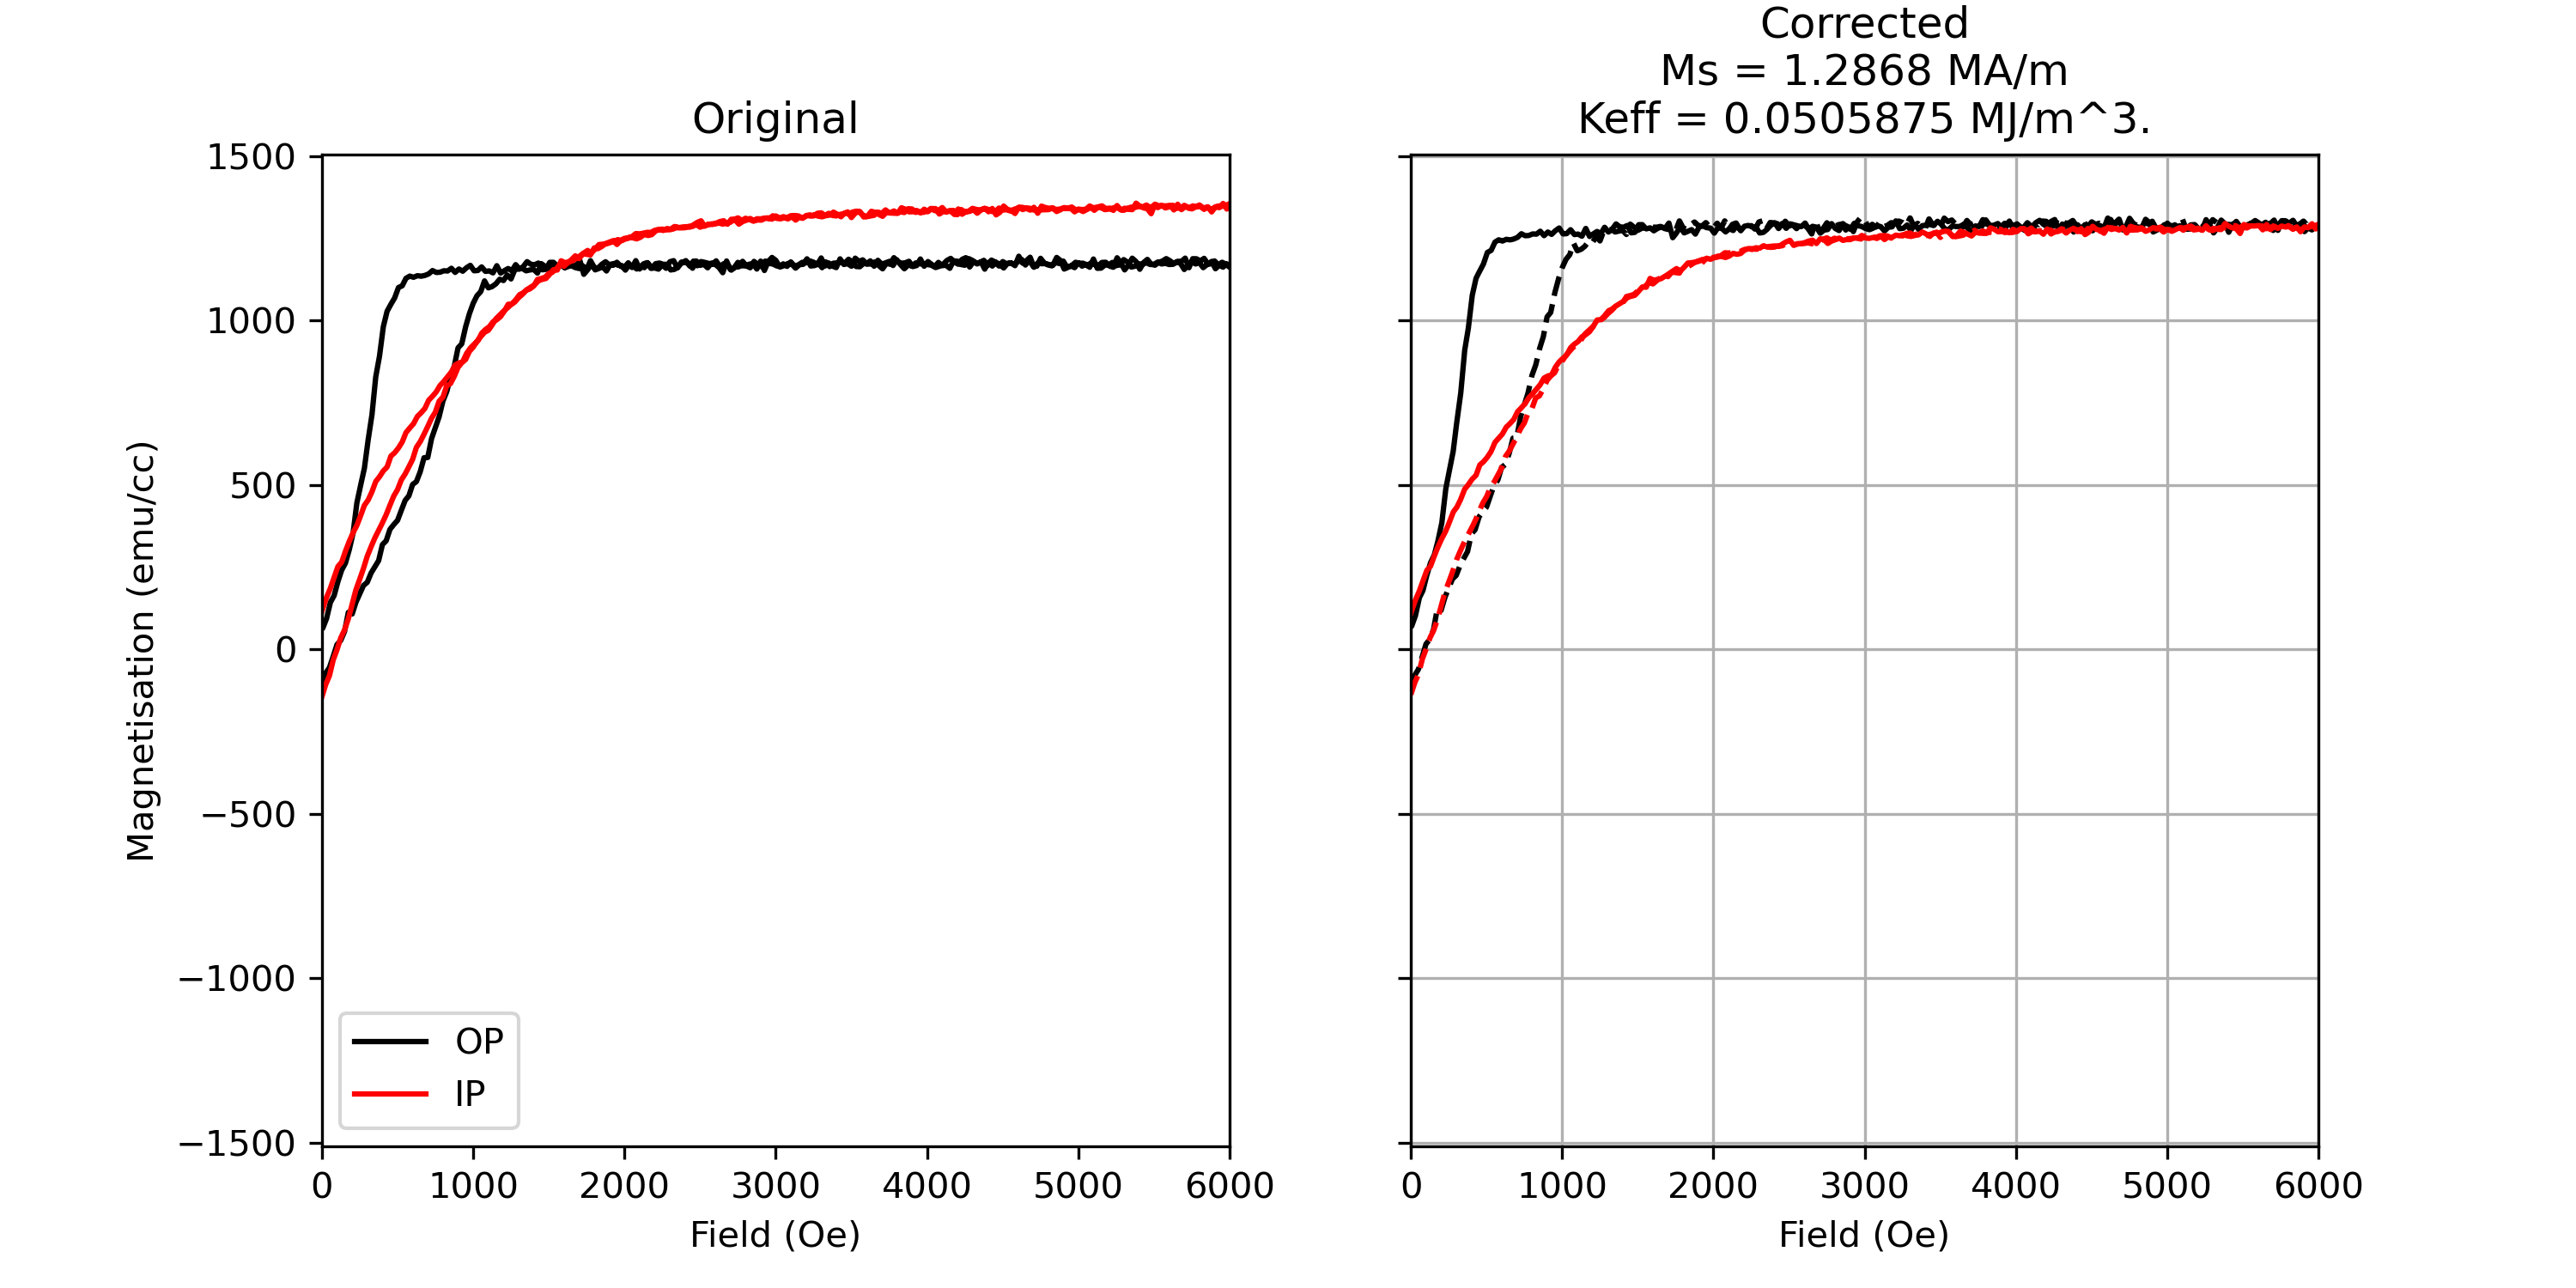 Original
1500
1000
500
0
−500
−1000
−1500
Magnetisation (emu/cc)
OP
IP
0 1000 2000 3000 4000 5000 6000
Field (Oe)
Corrected
Ms = 1.2868 MA/m
Keff = 0.0505875 MJ/m^3.
0 1000 2000 3000 4000 5000 6000
Field (Oe)